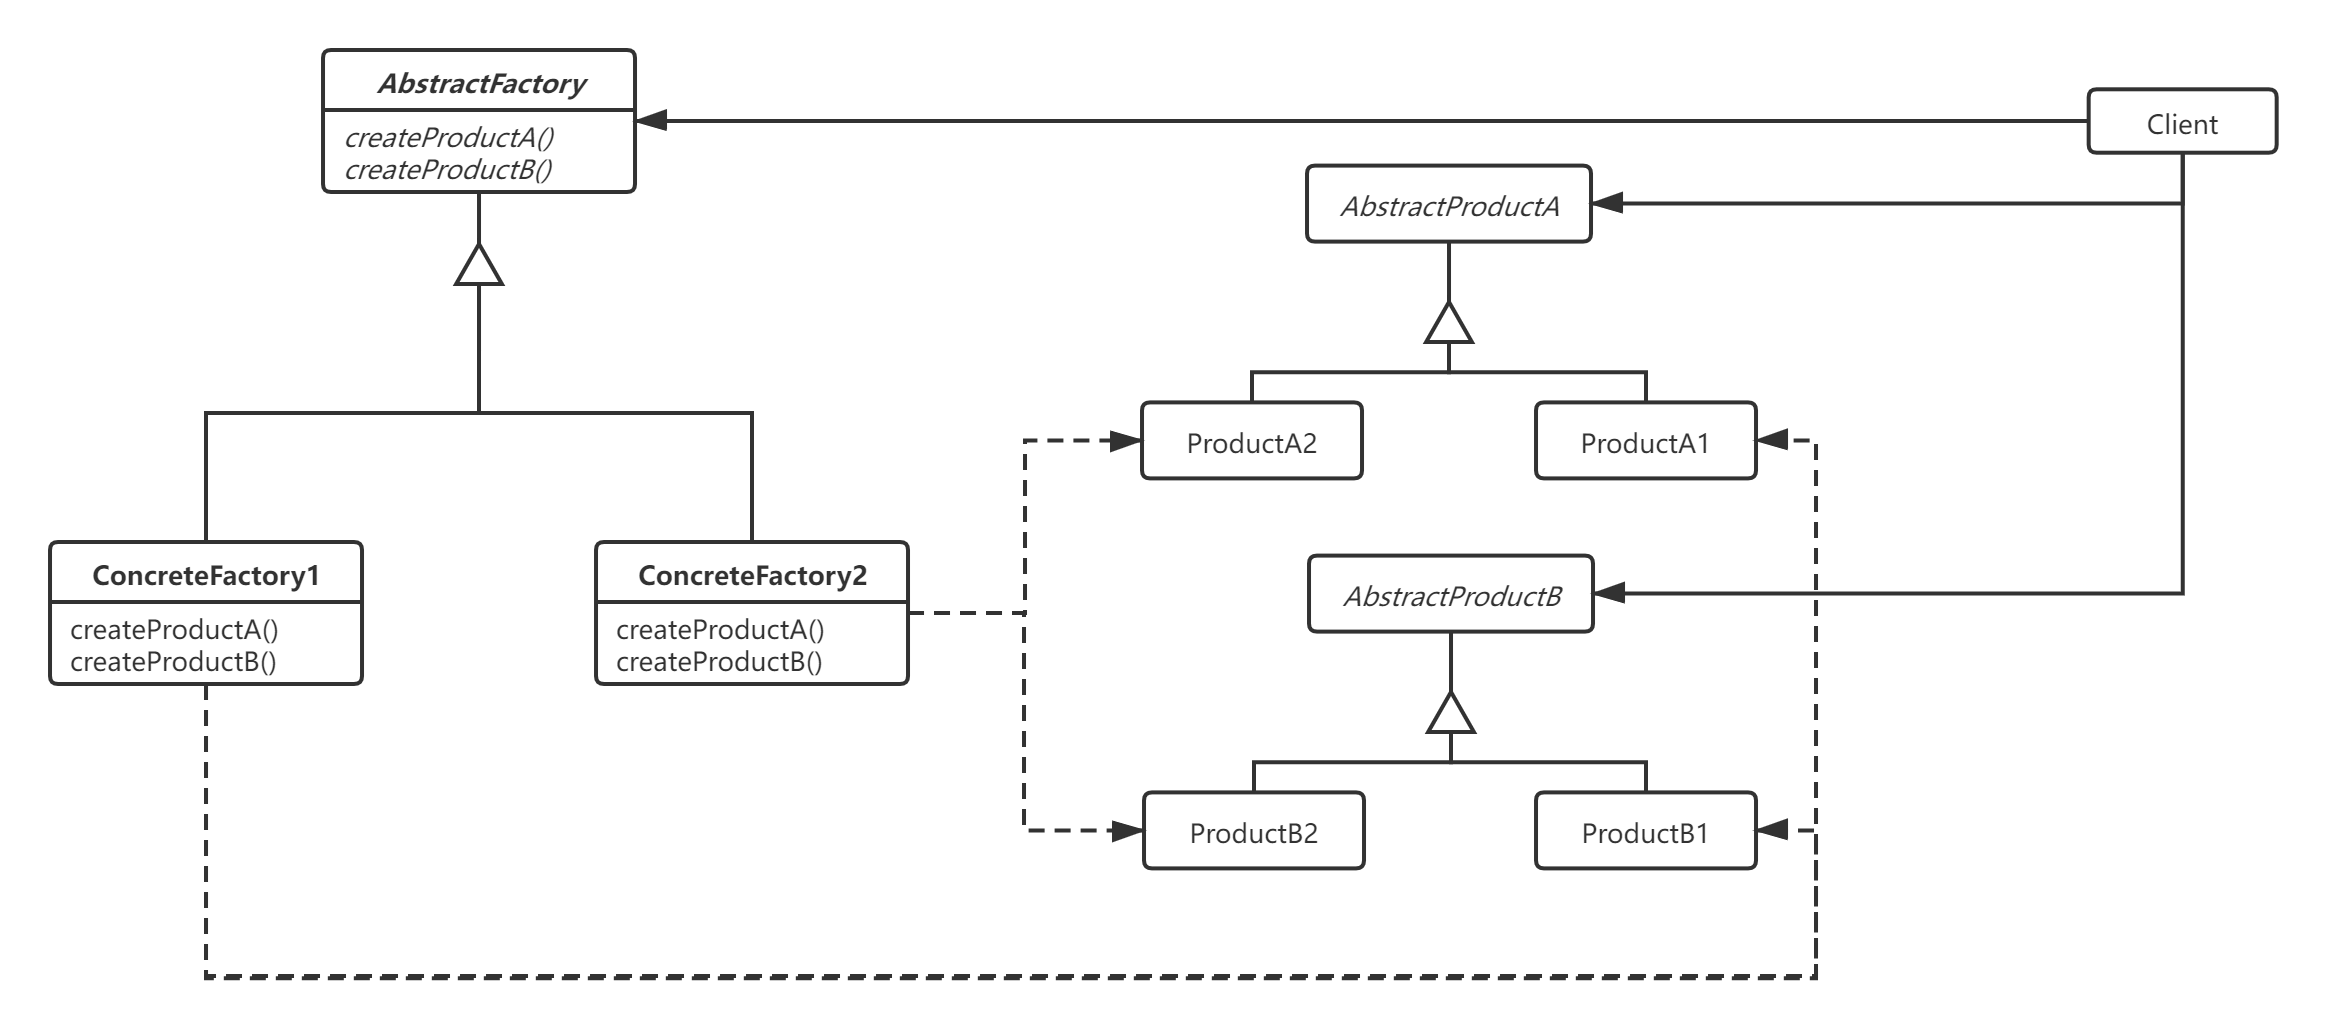 AbstractFactory
createProductA()
createProductB()
Client
AbstractProductA
ProductA2
ProductA1
ConcreteFactory1
createProductA()
createProductB()
ConcreteFactory2
createProductA()
createProductB()
AbstractProductB
ProductB2
ProductB1